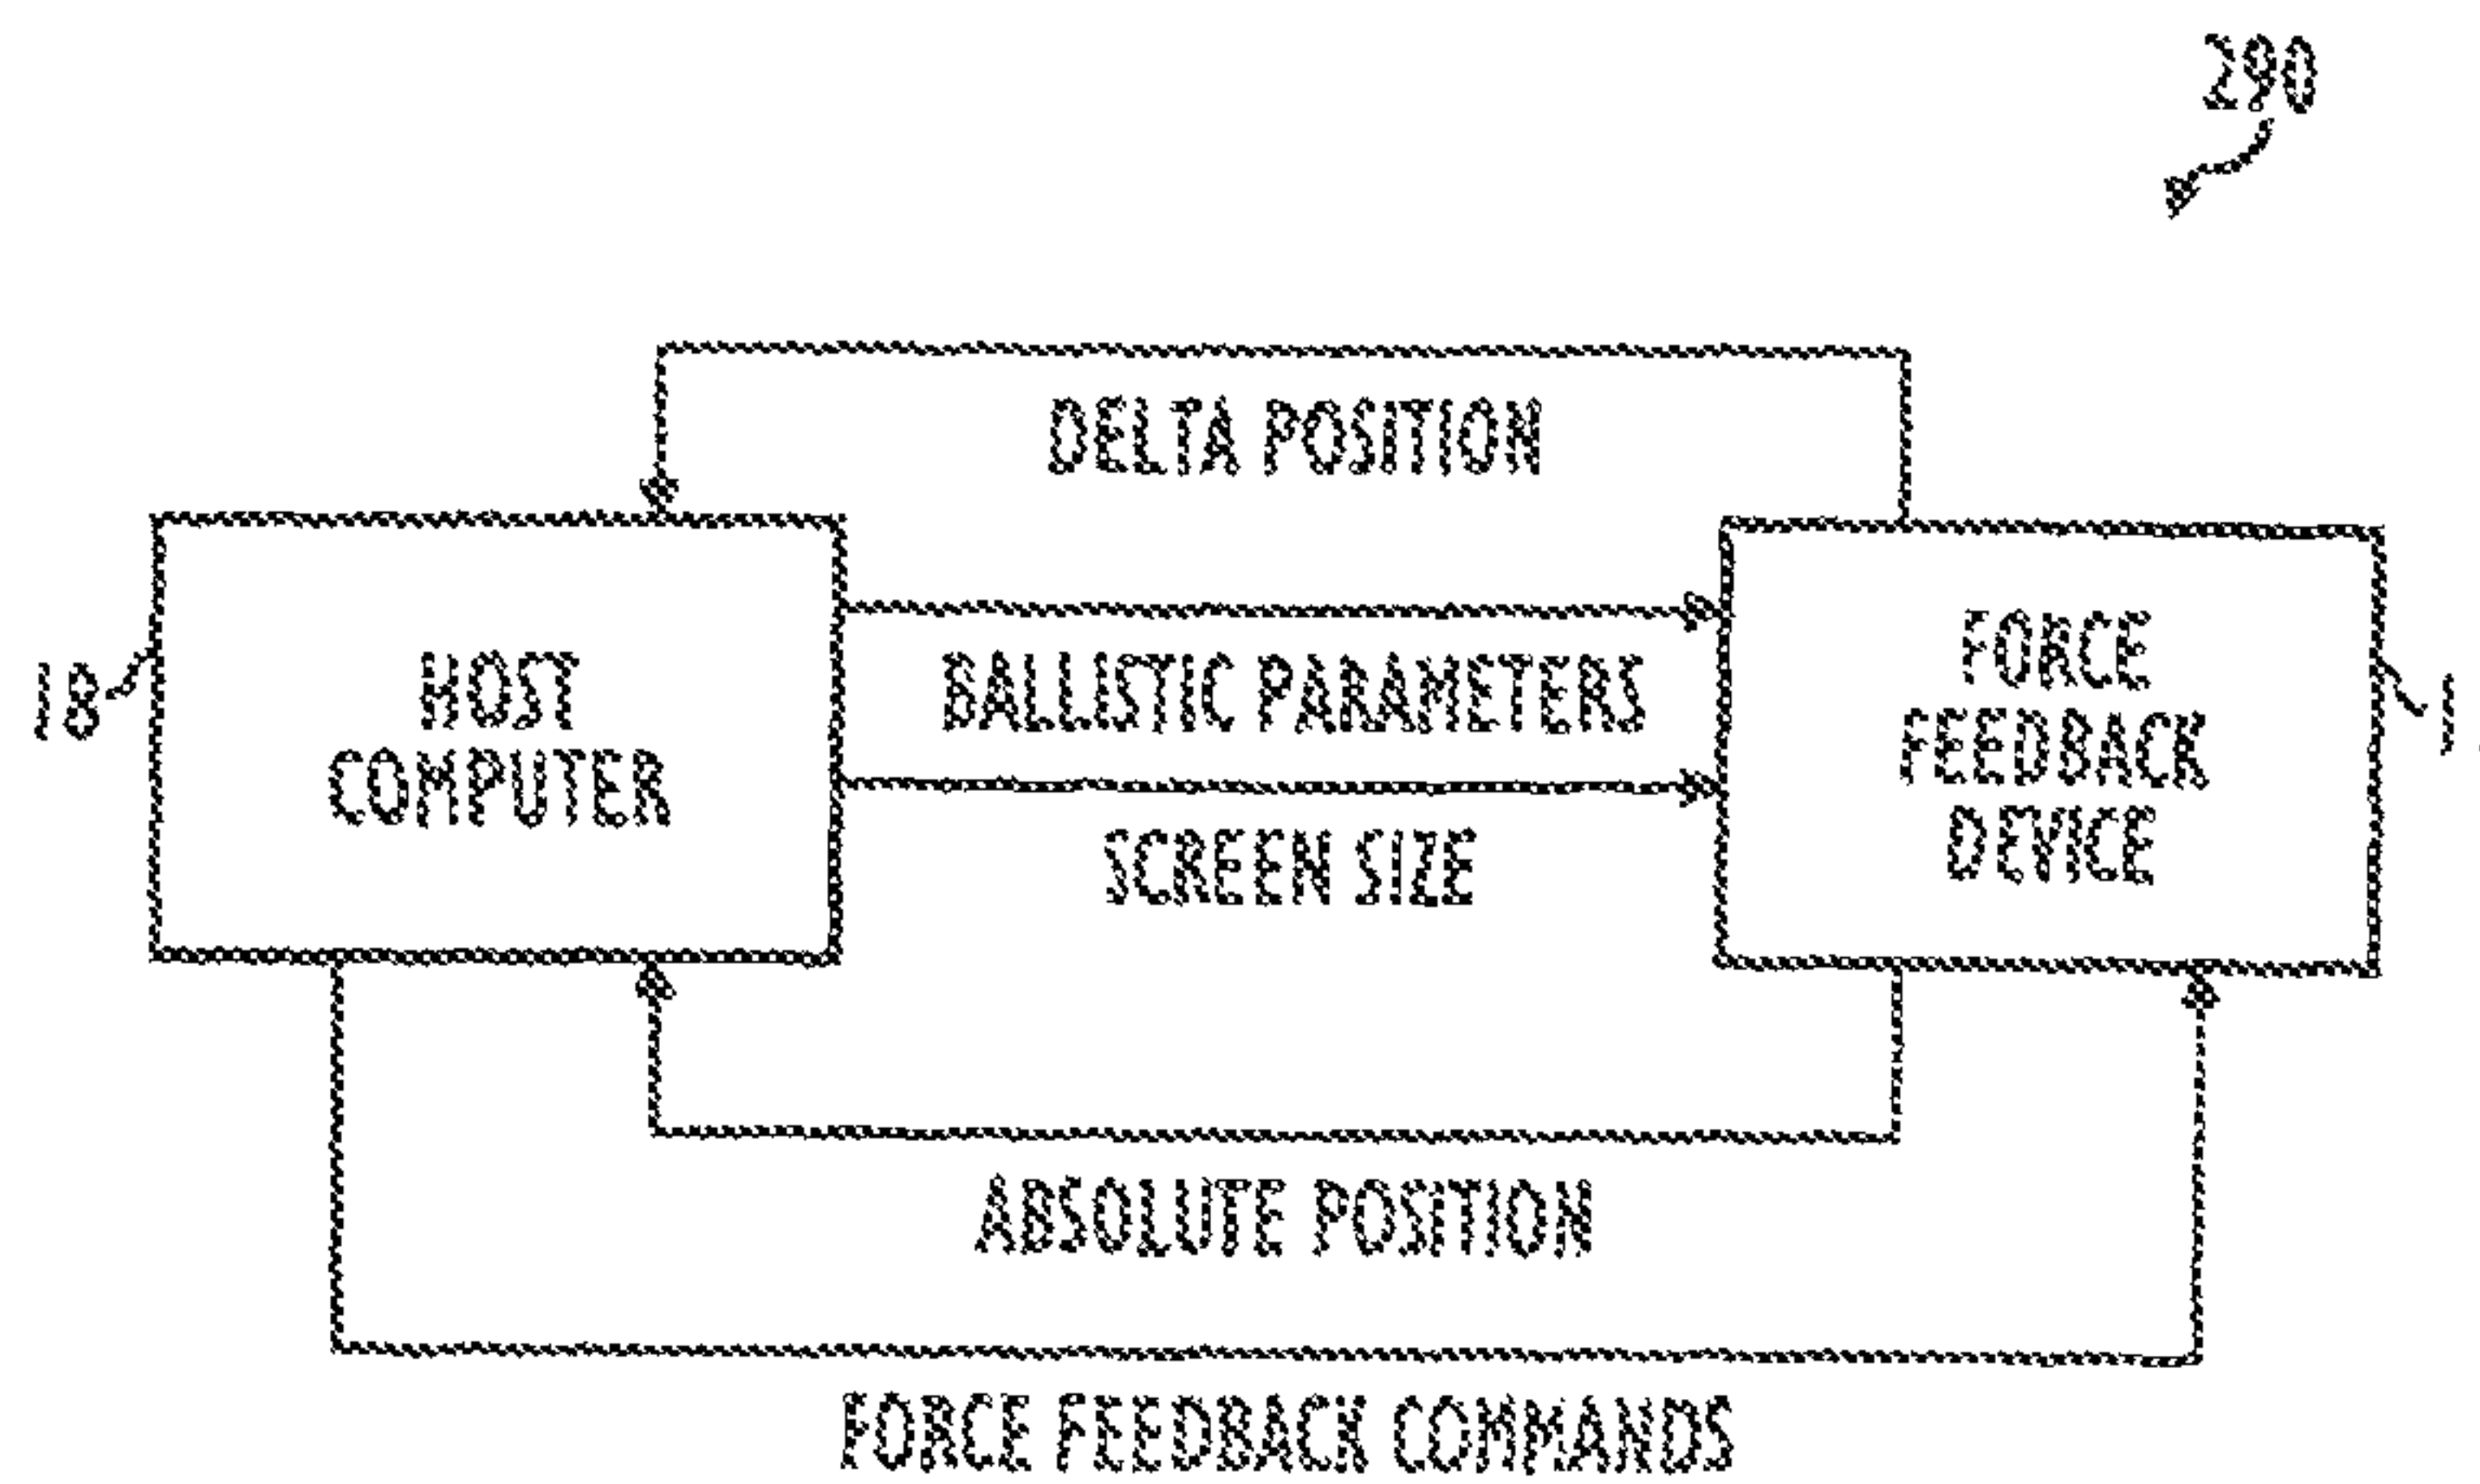 290
DELTA POSITION
18
HOST
COMPUTER
BALLISTIC PARAMETERS
SCREEN SIZE
FORCE
FEEDBACK
DEVICE
ABSOLUTE POSITION
FORCE FEEDBACK COMMANDS